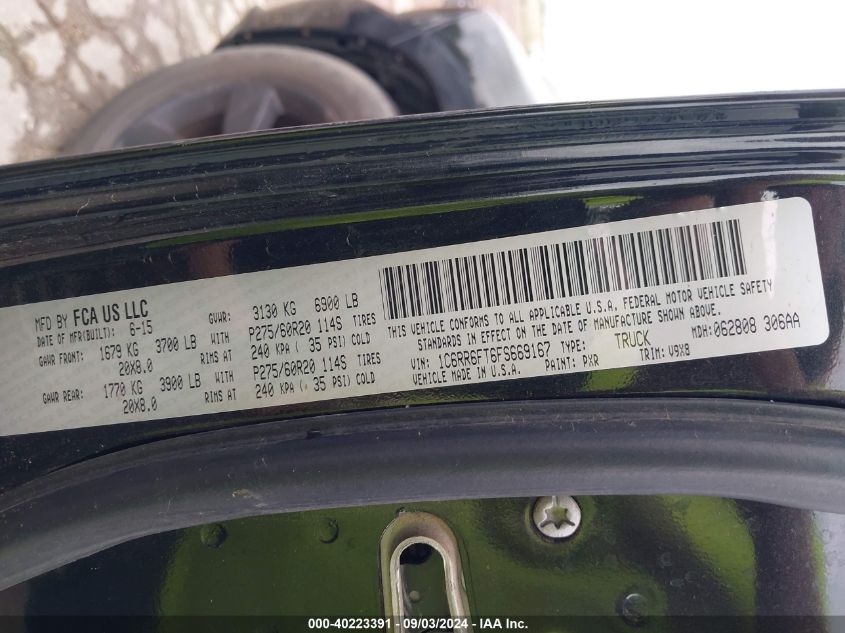 MFD BY FCA US LLC
DATE OF MFR(BUILT): 6-15
GVWR: 3130 KG 6900 LB
GAWR FRONT: 1679 KG 3700 LB WITH P275/60R20 114S TIRES
20X8.0 RIMS AT 240 KPA ( 35 PSI) COLD
GAWR REAR: 1770 KG 3900 LB WITH P275/60R20 114S TIRES
20X8.0 RIMS AT 240 KPA ( 35 PSI) COLD
THIS VEHICLE CONFORMS TO ALL APPLICABLE U.S.A. FEDERAL MOTOR VEHICLE SAFETY
STANDARDS IN EFFECT ON THE DATE OF MANUFACTURE SHOWN ABOVE.
VIN: 1C6RR6FT6FS669167 TYPE: TRUCK MDH: 062808 306AA
VEHICLE MADE IN U.S.A. PAINT: PXR TRIM: V9X8
000-40223391 - 09/03/2024 - IAA Inc.